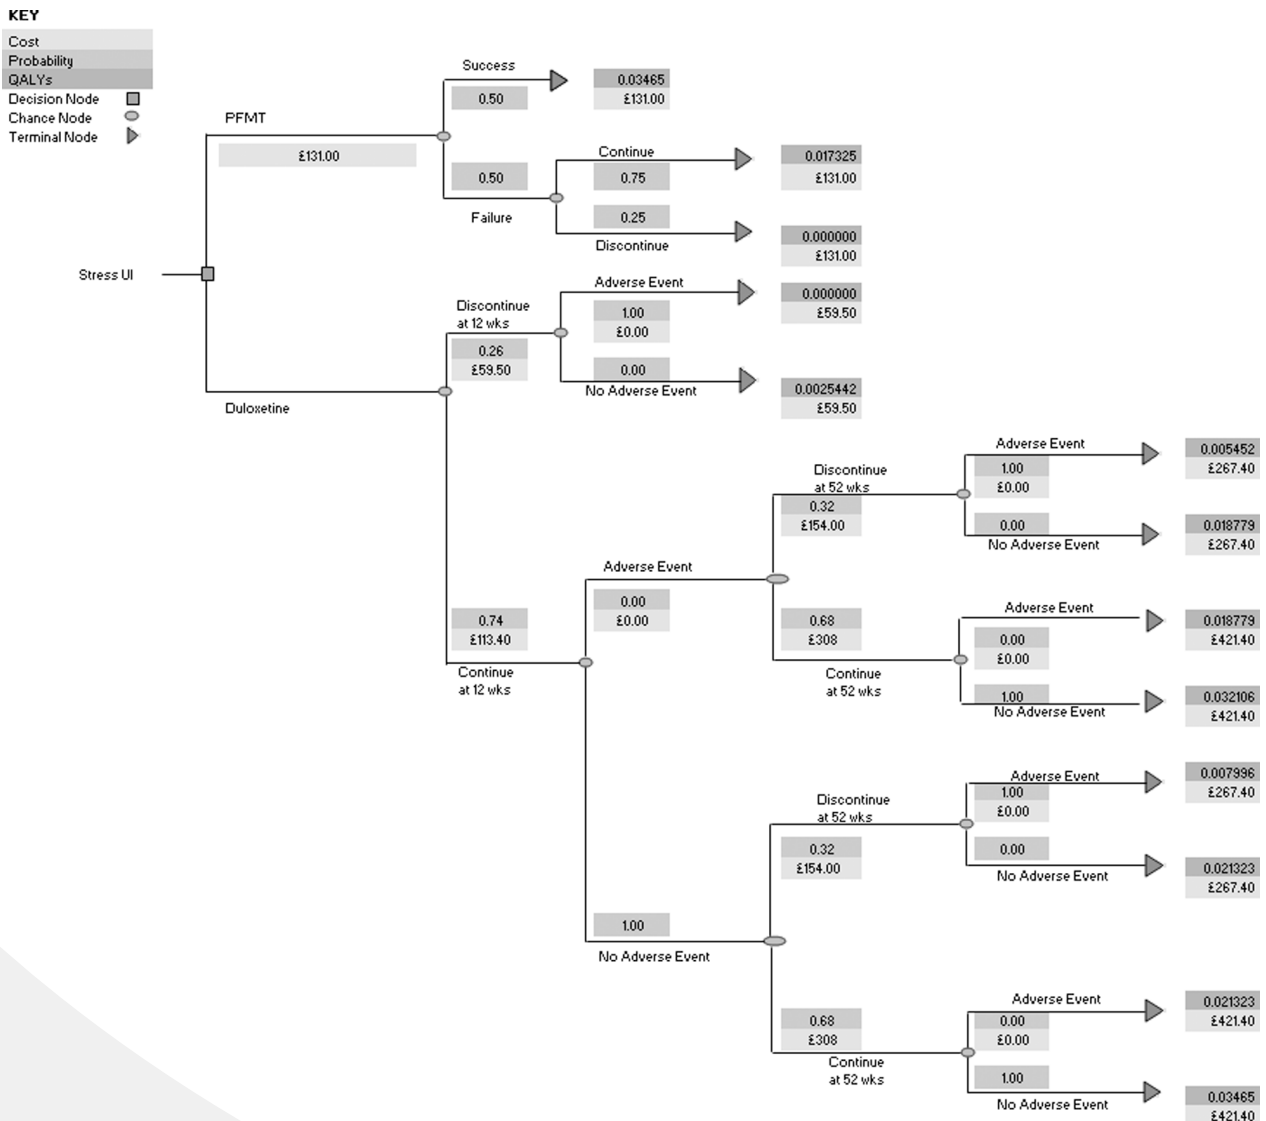 KEY
Cost
Probability
QALYs
Decision Node
Chance Node
Terminal Node
Stress UI
PFMT
£131.00
Success
0.50
0.03465
£131.00
0.50
Failure
Continue
0.75
0.017325
£131.00
0.25
Discontinue
0.000000
£131.00
Duloxetine
Discontinue
at 12 wks
0.26
£59.50
Adverse Event
1.00
£0.00
0.000000
£59.50
0.00
No Adverse Event
0.0025442
£59.50
0.74
£113.40
Continue
at 12 wks
Adverse Event
0.00
£0.00
Discontinue
at 52 wks
0.32
£154.00
Adverse Event
1.00
£0.00
0.005452
£267.40
0.00
No Adverse Event
0.018779
£267.40
0.68
£308
Continue
at 52 wks
Adverse Event
0.00
£0.00
0.018779
£421.40
1.00
No Adverse Event
0.032106
£421.40
1.00
No Adverse Event
Discontinue
at 52 wks
0.32
£154.00
Adverse Event
1.00
£0.00
0.007996
£267.40
0.00
No Adverse Event
0.021323
£267.40
0.68
£308
Continue
at 52 wks
Adverse Event
0.00
£0.00
0.021323
£421.40
1.00
No Adverse Event
0.03465
£421.40